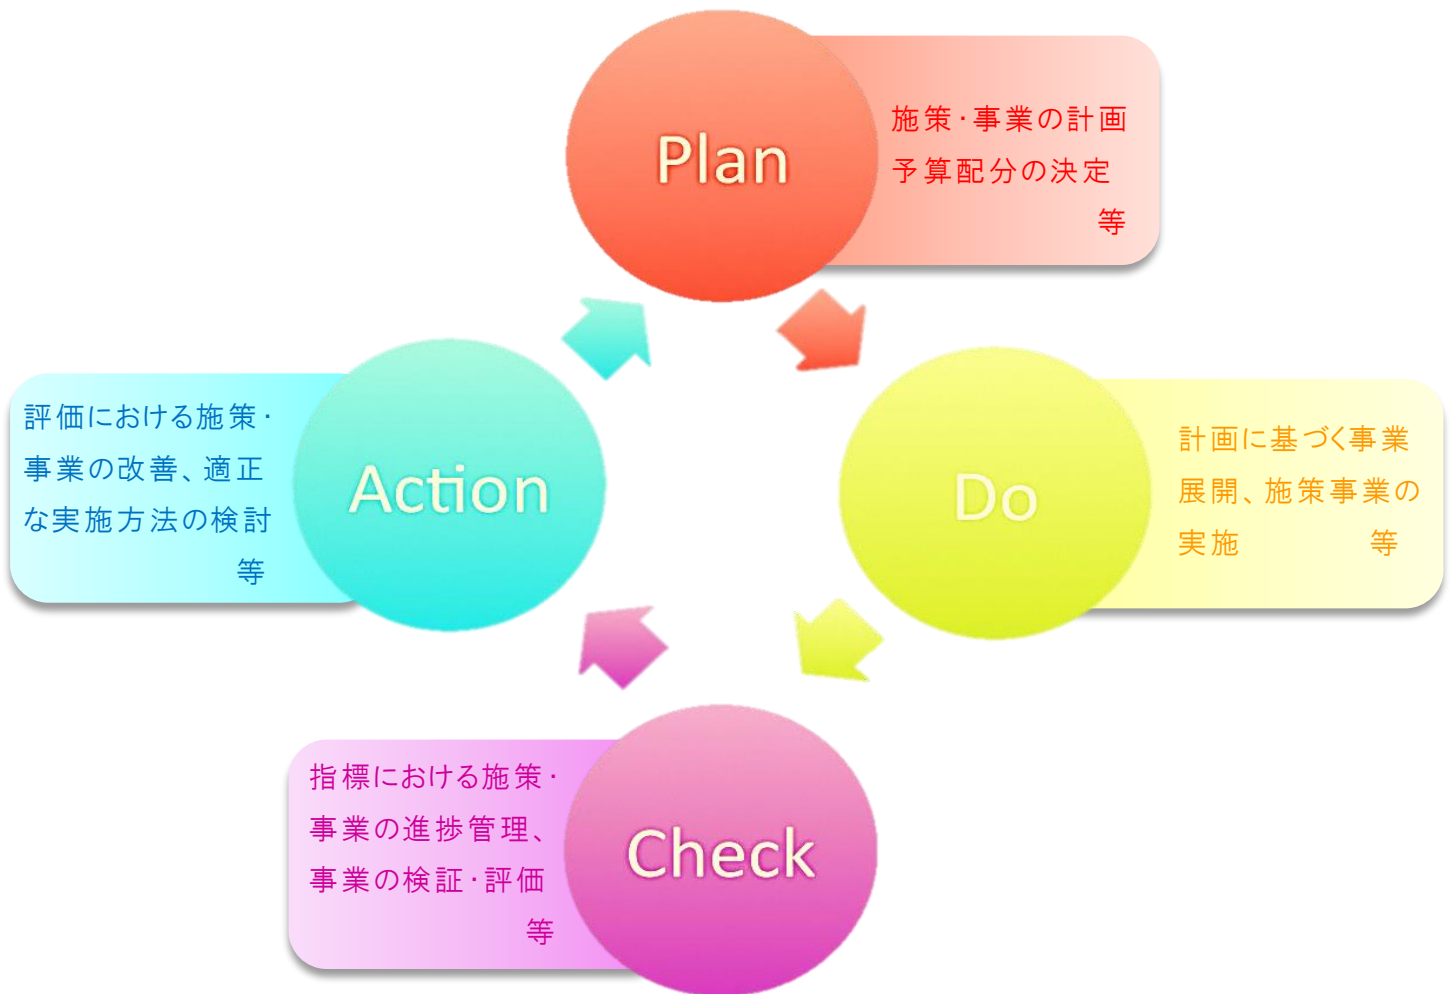 Plan
施策・事業の計画
予算配分の決定
等
Action
評価における施策・
事業の改善、適正
な実施方法の検討
等
Do
計画に基づく事業
展開、施策事業の
実施 等
Check
指標における施策・
事業の進捗管理、
事業の検証・評価
等